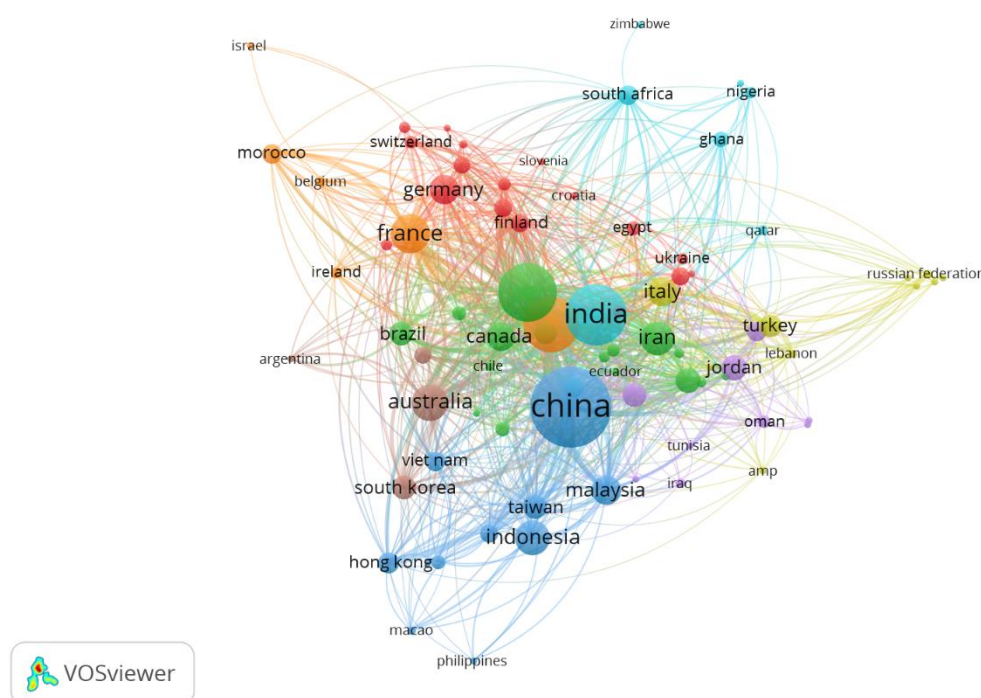 zimbabwe
israel
south africa
nigeria
switzerland
ghana
morocco
slovenia
belgium
germany
croatia
finland
egypt
france
qatar
ukraine
ireland
russian federation
italy
india
turkey
brazil
canada
iran
lebanon
argentina
chile
ecuador
jordan
australia
china
oman
tunisia
viet nam
amp
south korea
malaysia
iraq
taiwan
indonesia
hong kong
macao
philippines
VOSviewer